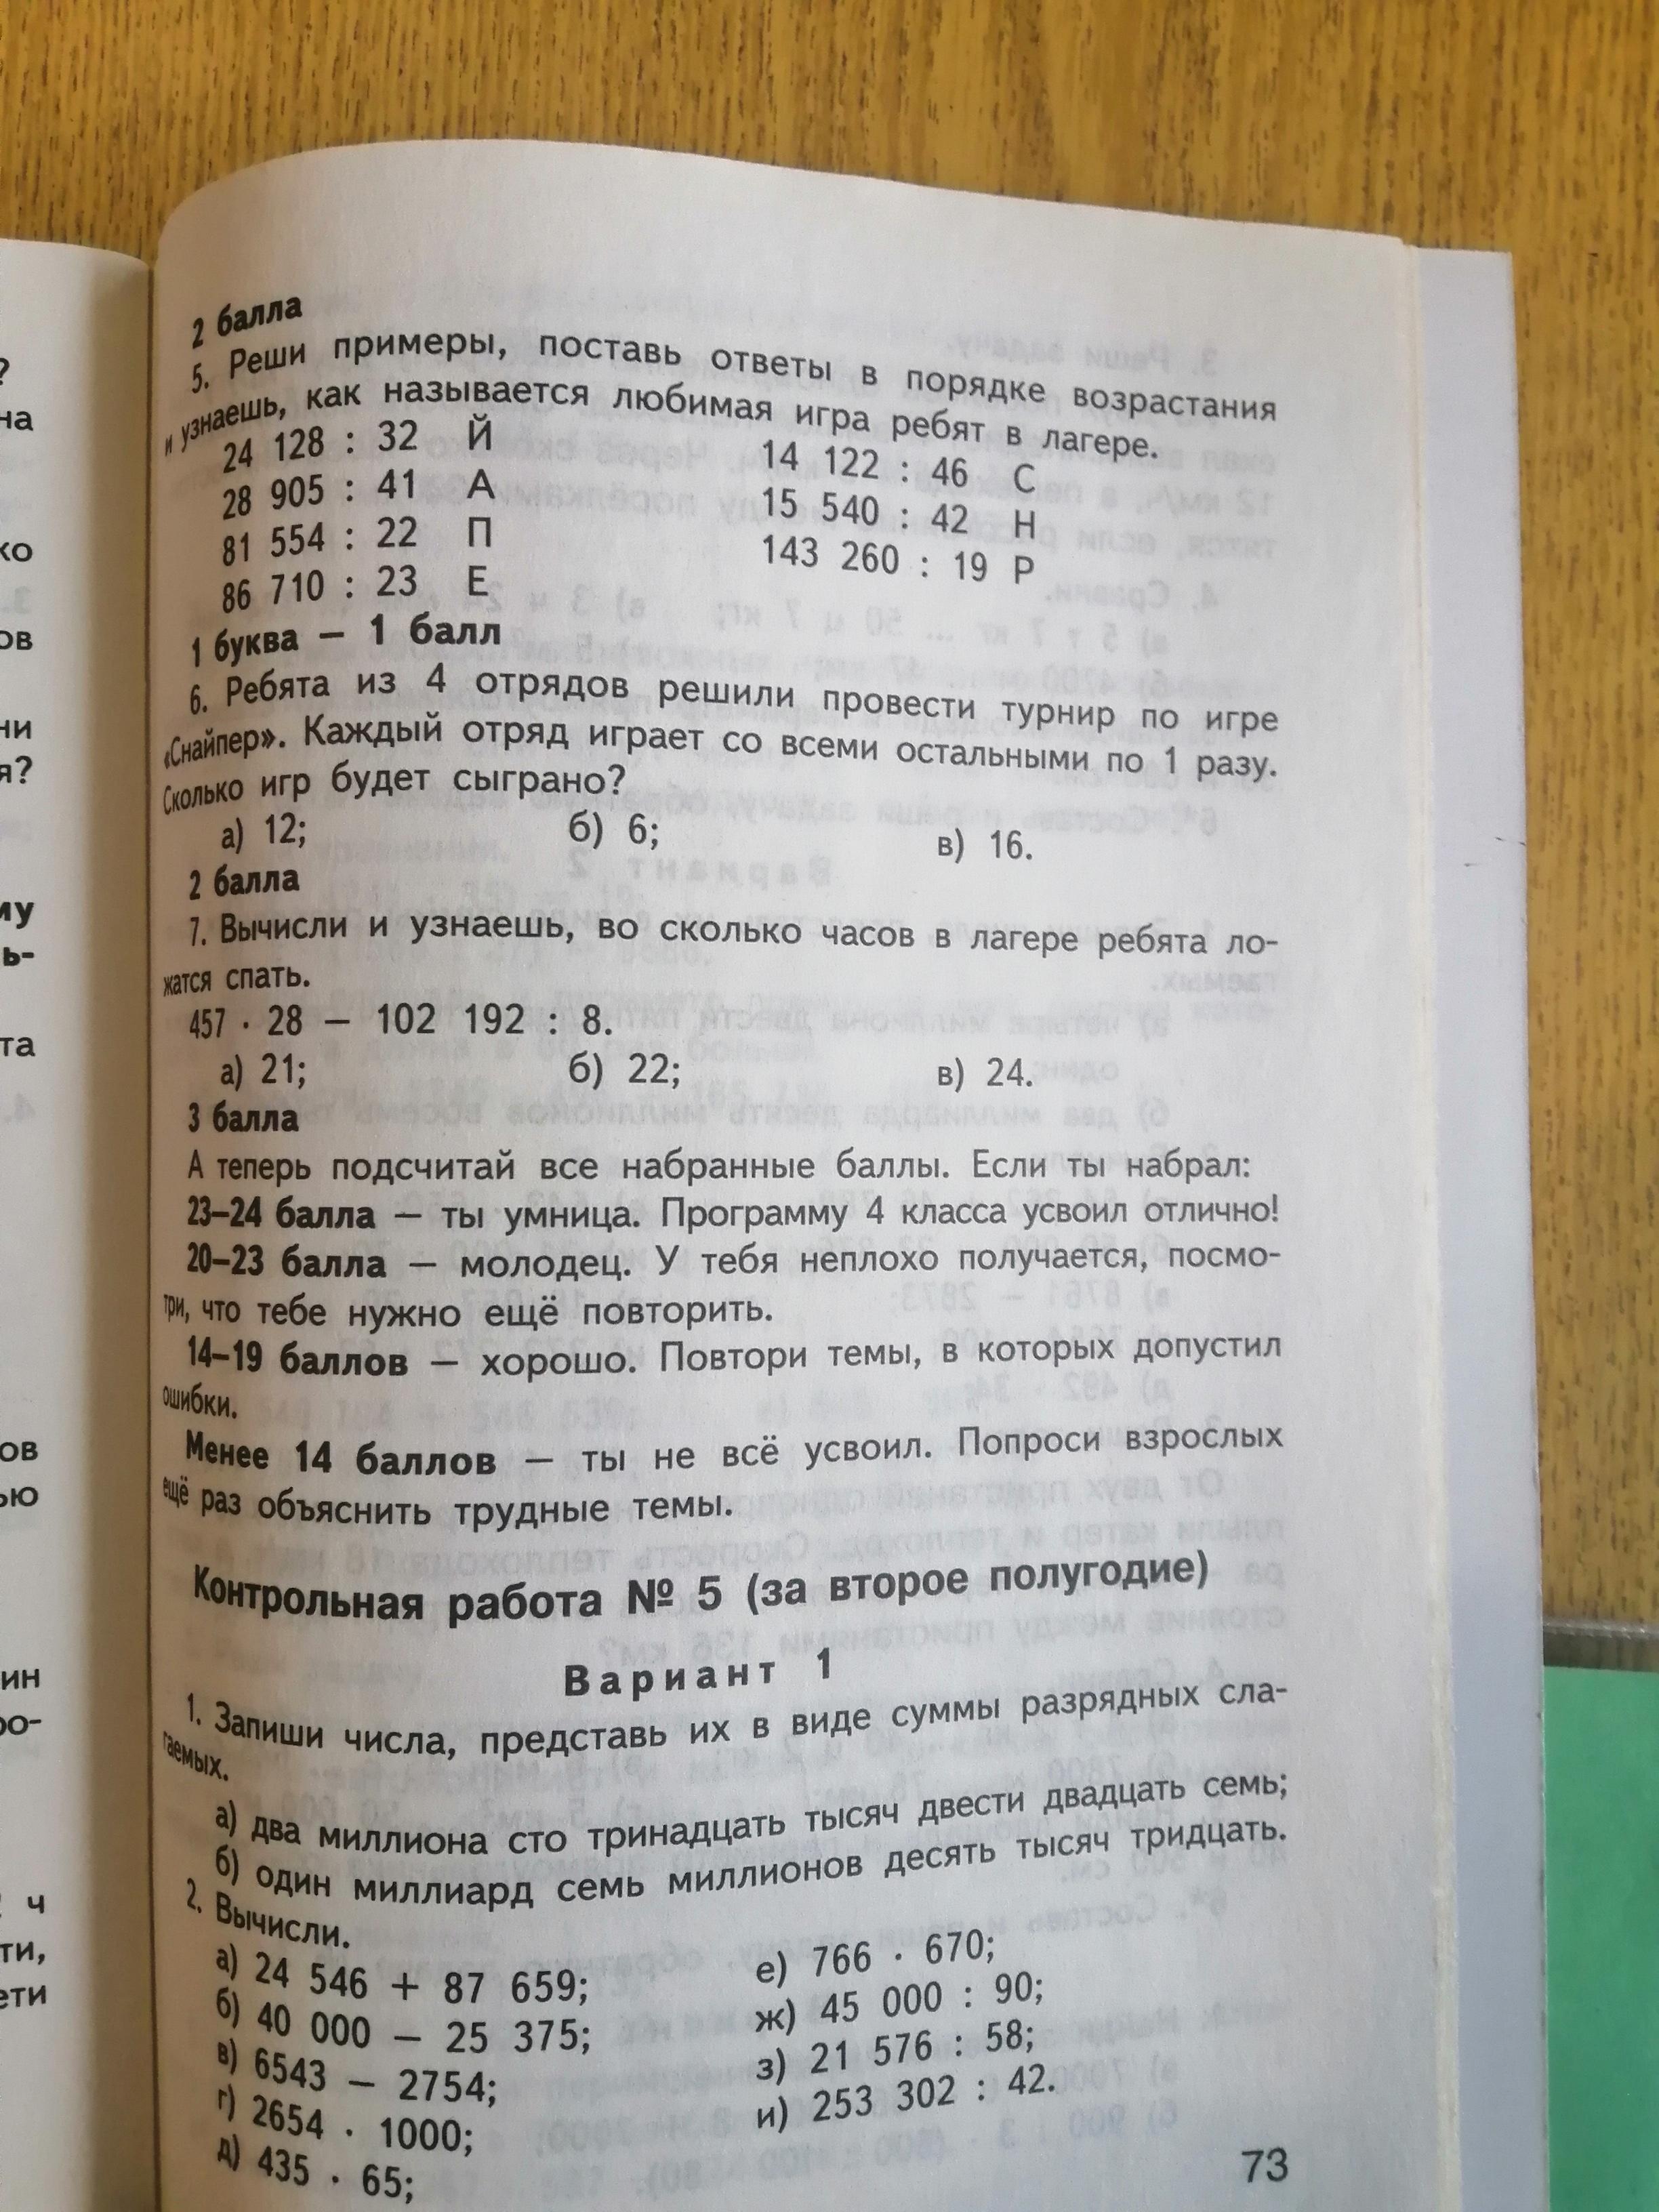 2 балла
5. Реши примеры, поставь ответы в порядке возрастания
и узнаешь, как называется любимая игра ребят в лагере.
24 128 : 32 Й
14 122 : 46 С
28 905 : 41 А
15 540 : 42 Н
81 554 : 22 П
143 260 : 19 Р
86 710 : 23 Е
1 буква — 1 балл
6. Ребята из 4 отрядов решили провести турнир по игре
«Снайпер». Каждый отряд играет со всеми остальными по 1 разу.
Сколько игр будет сыграно?
а) 12; б) 6; в) 16.
2 балла
7. Вычисли и узнаешь, во сколько часов в лагере ребята ло-
жатся спать.
457 · 28 — 102 192 : 8.
а) 21; б) 22; в) 24.
3 балла
А теперь подсчитай все набранные баллы. Если ты набрал:
23–24 балла — ты умница. Программу 4 класса усвоил отлично!
20–23 балла — молодец. У тебя неплохо получается, посмо-
три, что тебе нужно ещё повторить.
14–19 баллов — хорошо. Повтори темы, в которых допустил
ошибки.
Менее 14 баллов — ты не всё усвоил. Попроси взрослых
ещё раз объяснить трудные темы.
Контрольная работа № 5 (за второе полугодие)
Вариант 1
1. Запиши числа, представь их в виде суммы разрядных сла-
гаемых.
а) два миллиона сто тринадцать тысяч двести двадцать семь;
б) один миллиард семь миллионов десять тысяч тридцать.
2. Вычисли.
а) 24 546 + 87 659;
е) 766 · 670;
б) 40 000 — 25 375;
ж) 45 000 : 90;
в) 6543 — 2754;
з) 21 576 : 58;
г) 2654 · 1000;
и) 253 302 : 42.
д) 435 · 65;
73